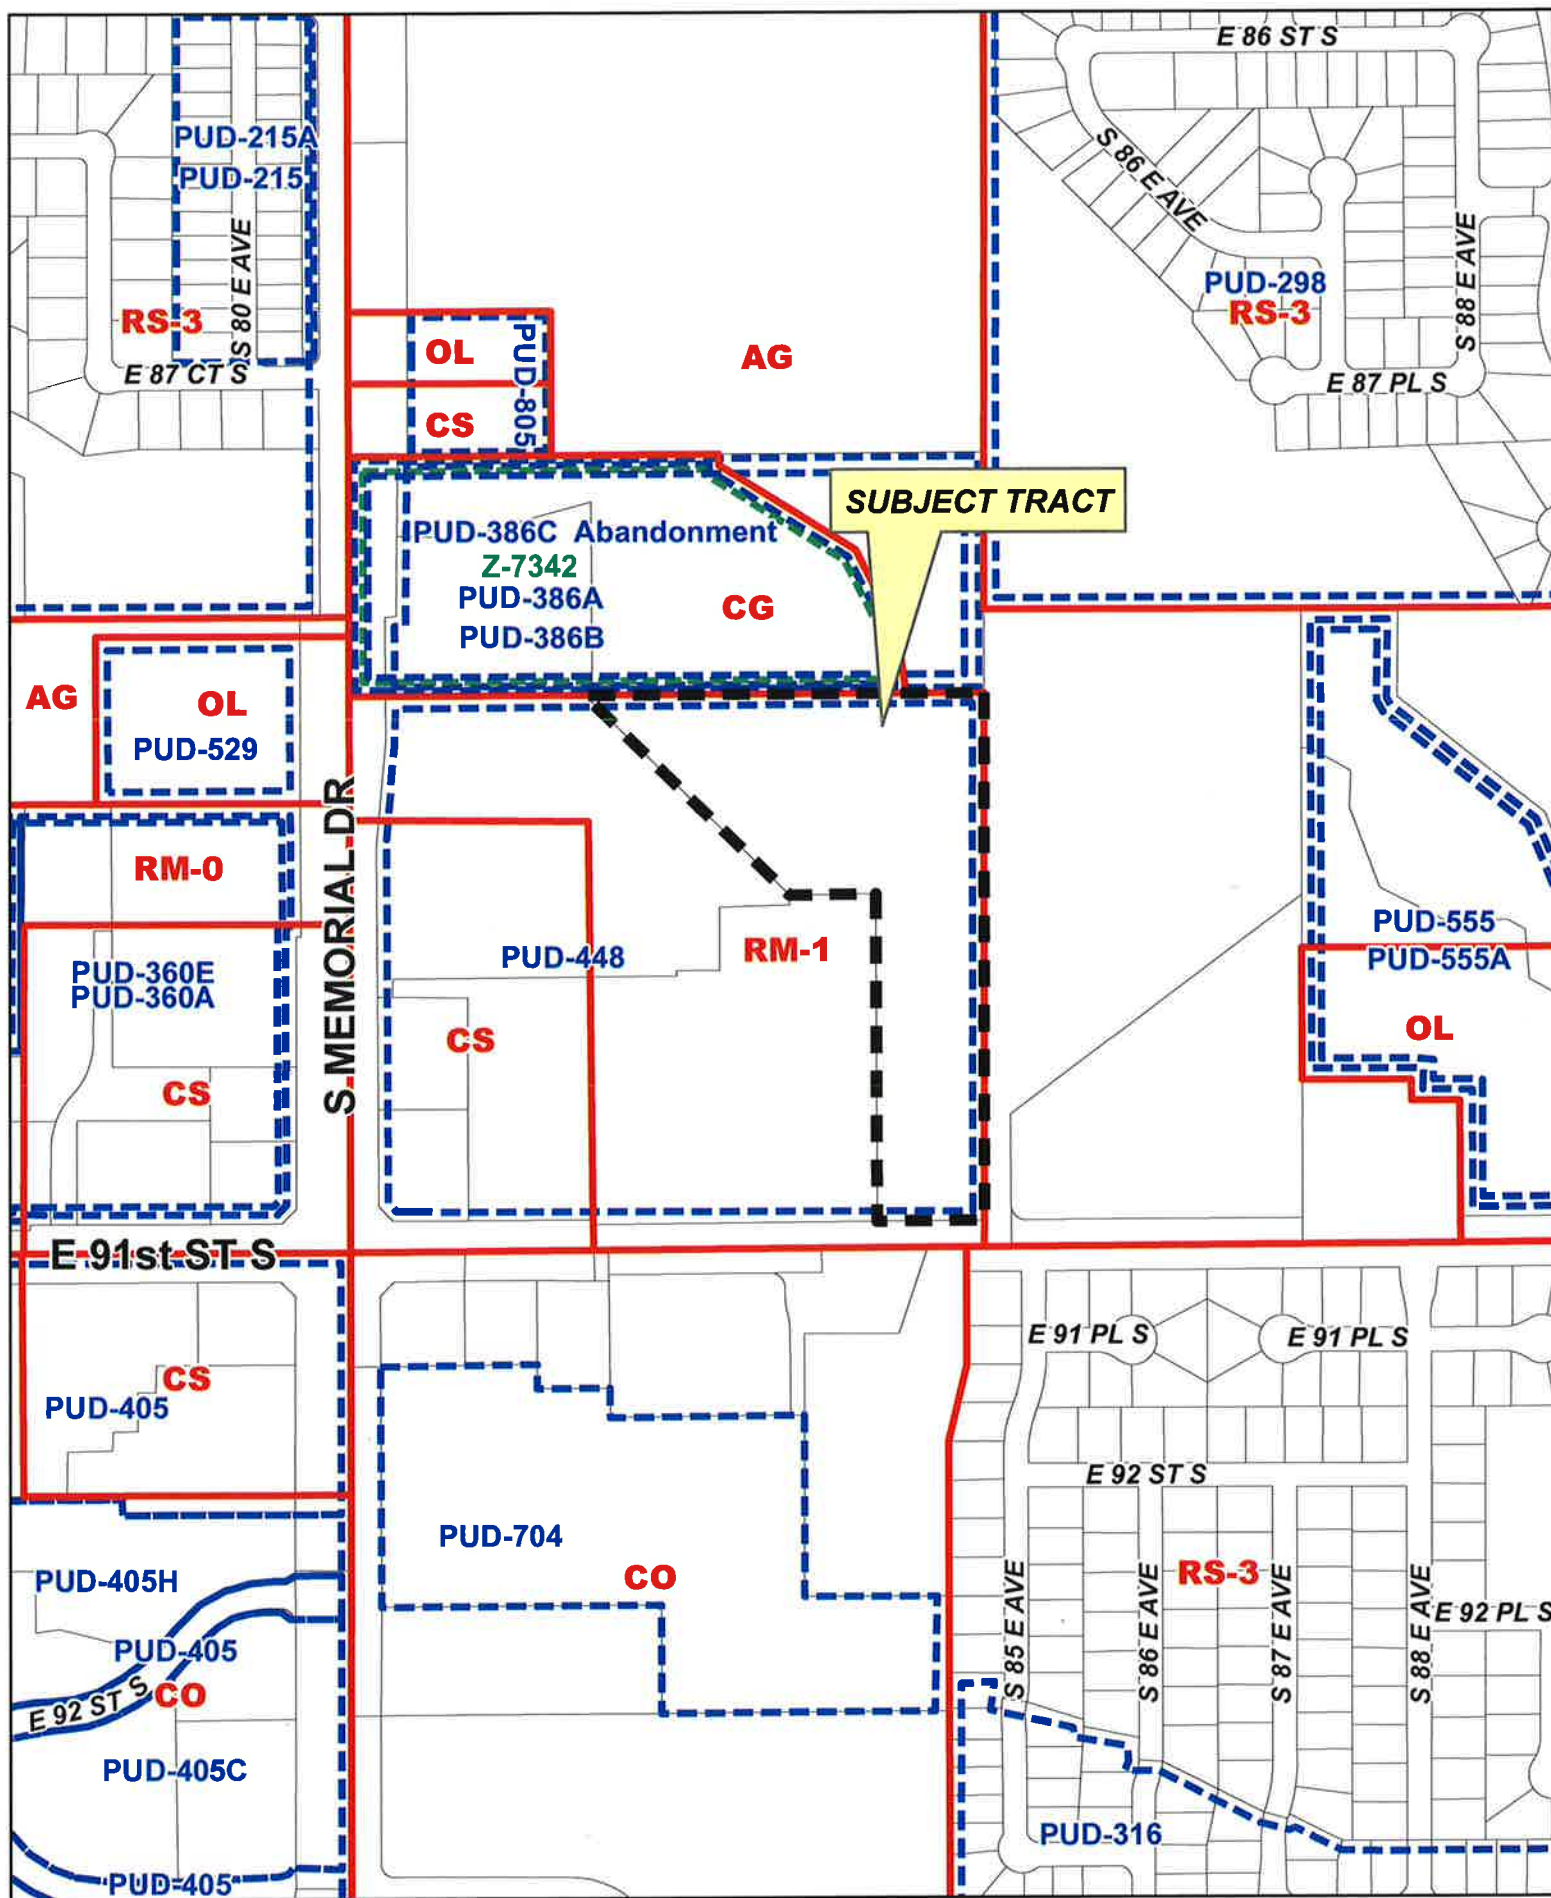 E 86 ST S
PUD-215A
PUD-215
S 86 E AVE
S 80 E AVE
S 88 E AVE
PUD-298
RS-3
RS-3
E 87 CT S
E 87 PL S
OL
PUD-805
AG
CS
SUBJECT TRACT
PUD-386C Abandonment
Z-7342
PUD-386A
CG
PUD-386B
AG
OL
PUD-529
S MEMORIAL DR
RM-0
PUD-555
PUD-448
RM-1
PUD-555A
PUD-360E
PUD-360A
OL
CS
CS
E 91st ST S
E 91 PL S
E 91 PL S
CS
PUD-405
E 92 ST S
PUD-704
CO
RS-3
PUD-405H
S 85 E AVE
S 86 E AVE
S 87 E AVE
S 88 E AVE
E 92 PL S
PUD-405
CO
E 92 ST S
PUD-405C
PUD-316
PUD-405